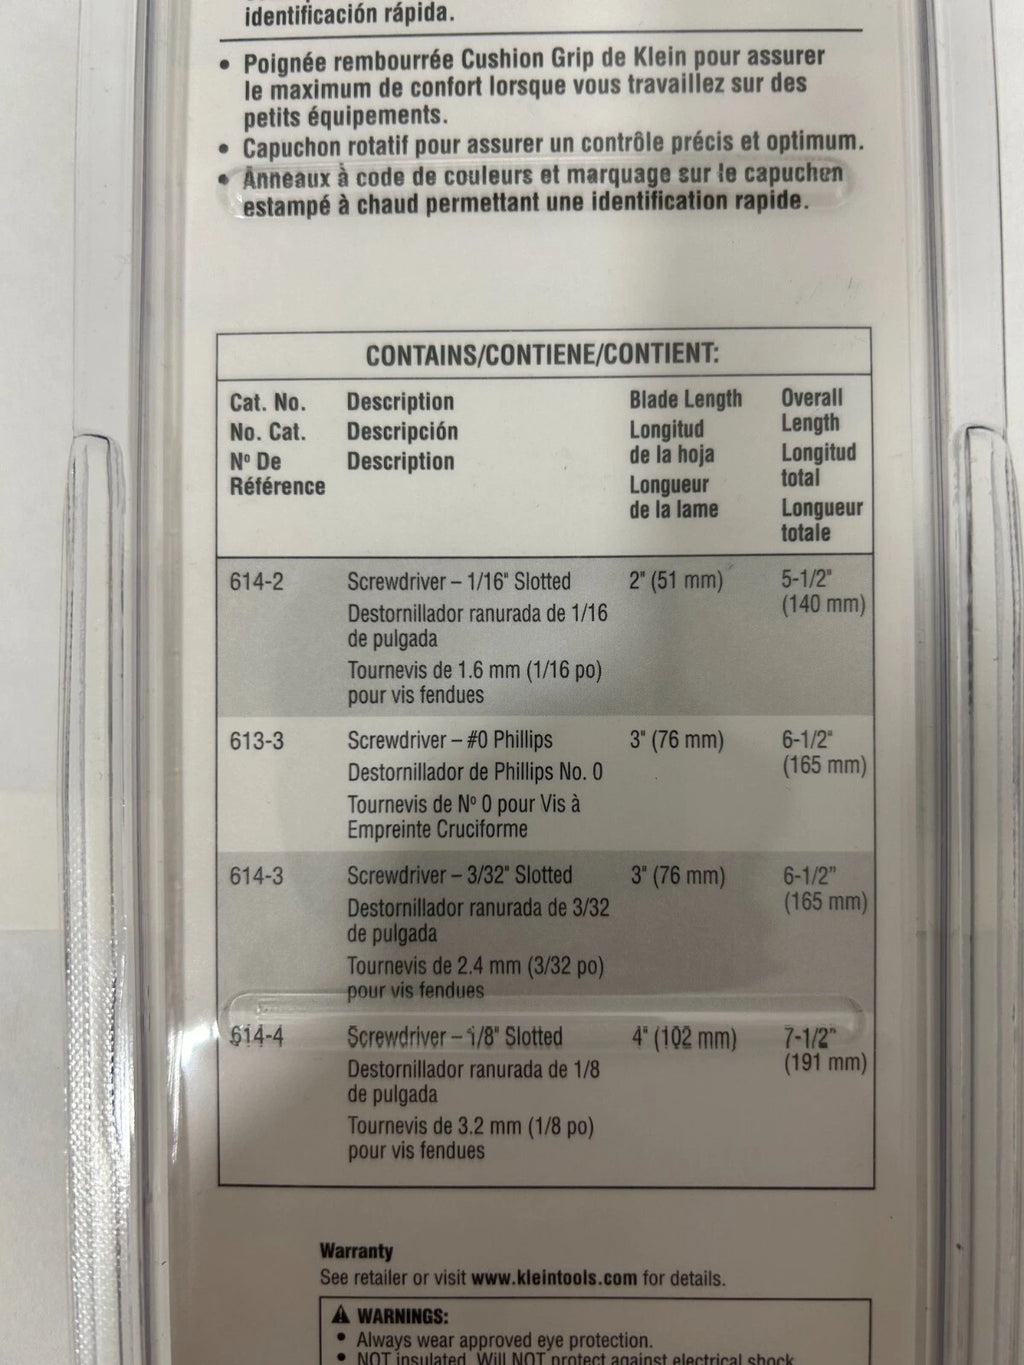 identificación rápida.
• Poignée rembourrée Cushion Grip de Klein pour assurer
le maximum de confort lorsque vous travaillez sur des
petits équipements.
• Capuchon rotatif pour assurer un contrôle précis et optimum.
• Anneaux à code de couleurs et marquage sur le capuchon
estampé à chaud permettant une identification rapide.
CONTAINS/CONTIENE/CONTIENT:
Cat. No.
No. Cat.
Nº De
Référence
Description
Descripción
Description
Blade Length
Longitud
de la hoja
Longueur
de la lame
Overall
Length
Longitud
total
Longueur
totale
614-2
Screwdriver – 1/16" Slotted
Destornillador ranurada de 1/16
de pulgada
Tournevis de 1.6 mm (1/16 po)
pour vis fendues
2" (51 mm)
5-1/2"
(140 mm)
613-3
Screwdriver – #0 Phillips
Destornillador de Phillips No. 0
Tournevis de Nº 0 pour Vis à
Empreinte Cruciforme
3" (76 mm)
6-1/2"
(165 mm)
614-3
Screwdriver – 3/32" Slotted
Destornillador ranurada de 3/32
de pulgada
Tournevis de 2.4 mm (3/32 po)
pour vis fendues
3" (76 mm)
6-1/2"
(165 mm)
614-4
Screwdriver – 1/8" Slotted
Destornillador ranurada de 1/8
de pulgada
Tournevis de 3.2 mm (1/8 po)
pour vis fendues
4" (102 mm)
7-1/2"
(191 mm)
Warranty
See retailer or visit www.kleintools.com for details.
⚠ WARNINGS:
• Always wear approved eye protection.
• NOT insulated. Will NOT protect against electrical shock.